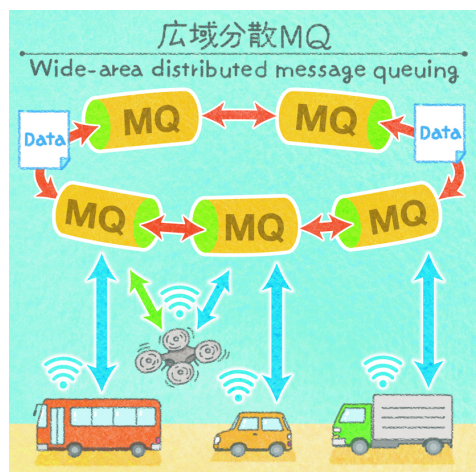 広域分散MQ
Wide-area distributed message queuing
MQ
MQ
Data
Data
MQ
MQ
MQ